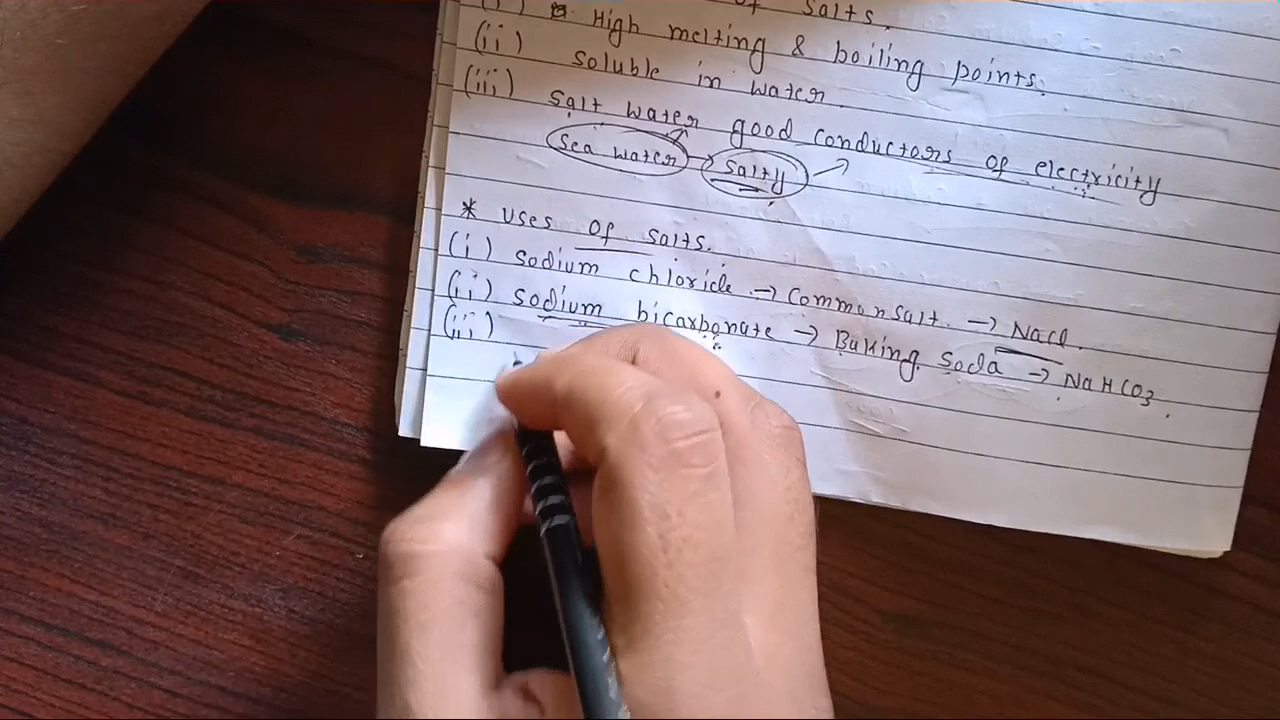 of salts.
(i) High melting & boiling points.
(ii) soluble in water.
(iii) salt water good conductors of electricity
sea water → salty
* uses of salts.
(i) sodium chloride → common salt. → NaCl.
(ii) sodium bicarbonate → Baking soda → NaHCO3.
(iii)